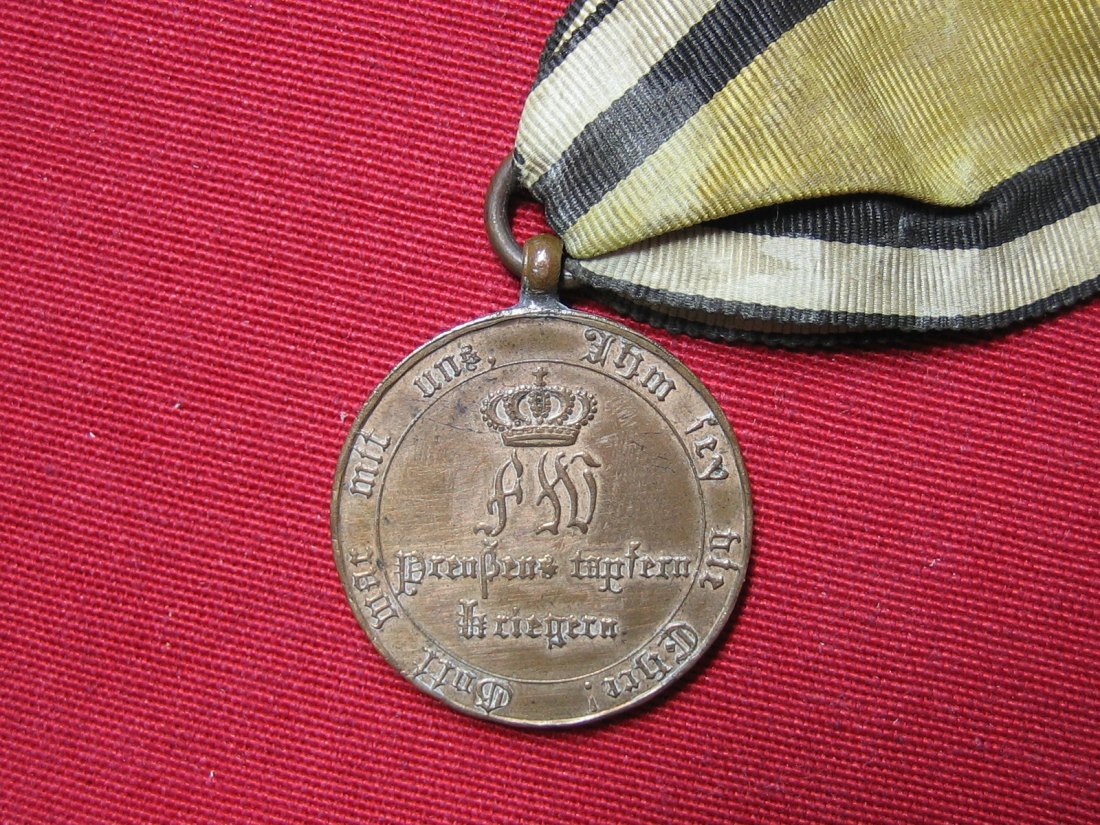 Gott war mit uns, Ihm sey die Ehre!
FW
Preußens tapfern
Kriegern.